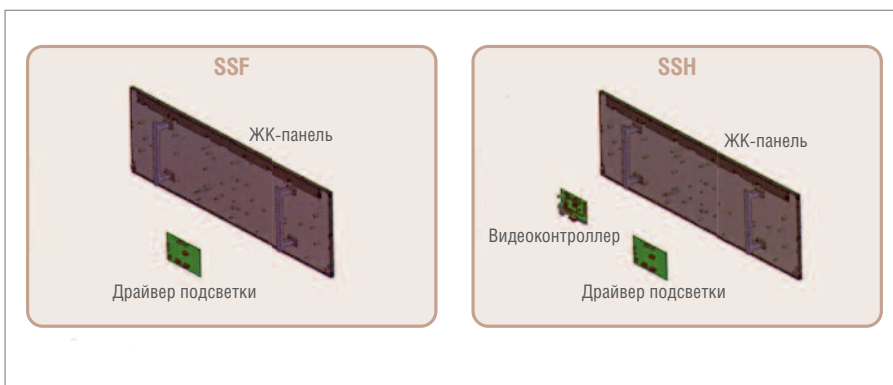 SSF
ЖК-панель
Драйвер подсветки
SSH
ЖК-панель
Видеоконтроллер
Драйвер подсветки